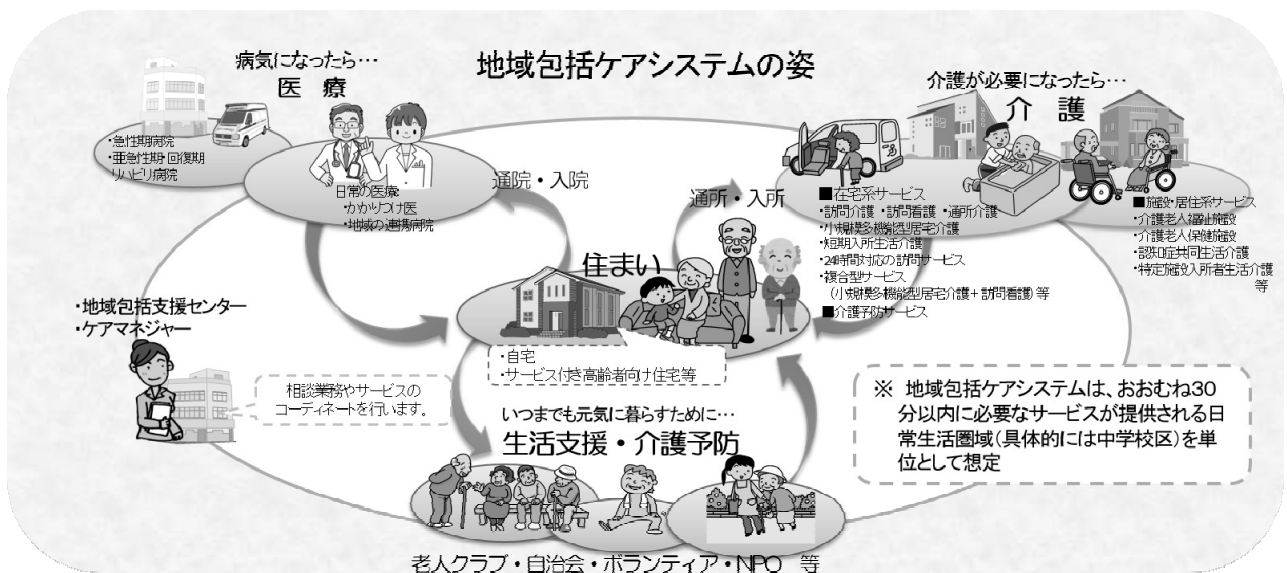 地域包括ケアシステムの姿
病気になったら…
医 療
・急性期病院
・亜急性期・回復期
リハビリ病院
日常の医療:
・かかりつけ医
・地域の連携病院
通院・入院
通所・入所
介護が必要になったら…
介 護
■在宅系サービス
・訪問介護 ・訪問看護 ・通所介護
・小規模多機能型居宅介護
・短期入所生活介護
・24時間対応の訪問サービス
・複合型サービス
(小規模多機能型居宅介護+訪問看護)等
■介護予防サービス
■施設・居住系サービス
・介護老人福祉施設
・介護老人保健施設
・認知症共同生活介護
・特定施設入所者生活介護
等
住まい
・自宅
・サービス付き高齢者向け住宅等
・地域包括支援センター
・ケアマネジャー
相談業務やサービスの
コーディネートを行います。
いつまでも元気に暮らすために…
生活支援・介護予防
老人クラブ・自治会・ボランティア・NPO 等
※ 地域包括ケアシステムは、おおむね30
分以内に必要なサービスが提供される日
常生活圏域(具体的には中学校区)を単
位として想定